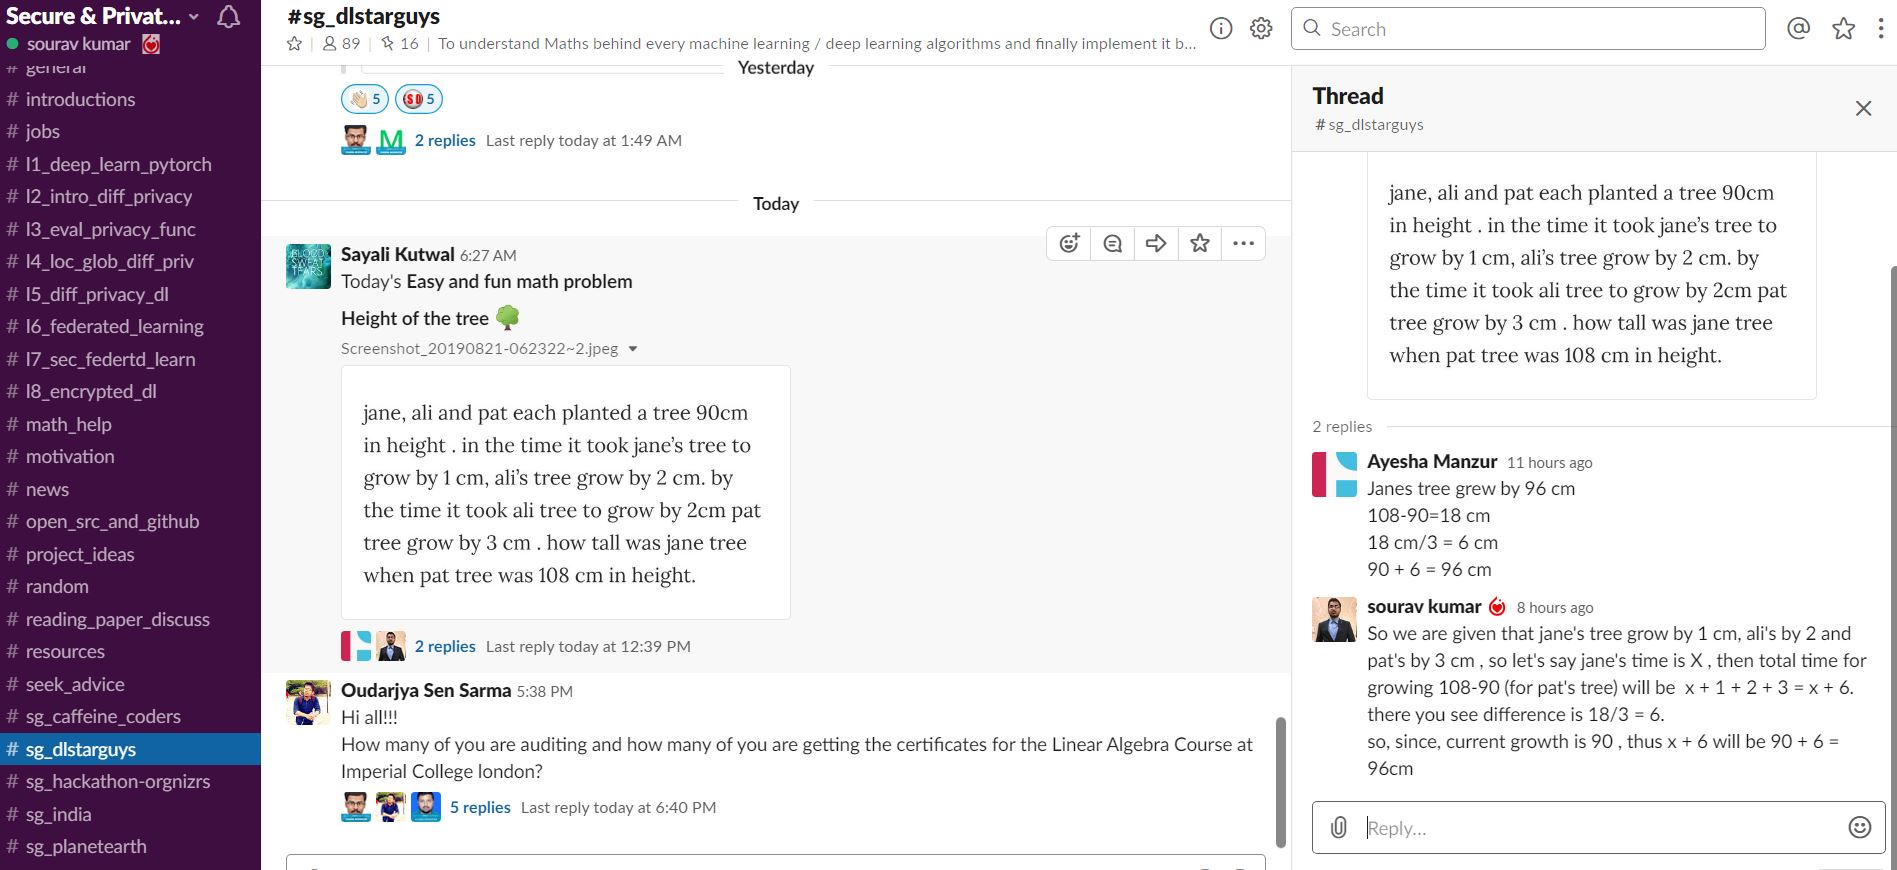 Secure & Privat...
sourav kumar
# general
# introductions
# jobs
# l1_deep_learn_pytorch
# l2_intro_diff_privacy
# l3_eval_privacy_func
# l4_loc_glob_diff_priv
# l5_diff_privacy_dl
# l6_federated_learning
# l7_sec_federtd_learn
# l8_encrypted_dl
# math_help
# motivation
# news
# open_src_and_github
# project_ideas
# random
# reading_paper_discuss
# resources
# seek_advice
# sg_caffeine_coders
# sg_dlstarguys
# sg_hackathon-orgnizrs
# sg_india
# sg_planetearth
#sg_dlstarguys
89 | 16 | To understand Maths behind every machine learning / deep learning algorithms and finally implement it b...
Search
Yesterday
5 SD 5
M 2 replies Last reply today at 1:49 AM
Today
BLOOD
SWEAT
TEARS
Sayali Kutwal 6:27 AM
Today's Easy and fun math problem
Height of the tree
Screenshot_20190821-062322~2.jpeg
jane, ali and pat each planted a tree 90cm
in height . in the time it took jane's tree to
grow by 1 cm, ali's tree grow by 2 cm. by
the time it took ali tree to grow by 2cm pat
tree grow by 3 cm . how tall was jane tree
when pat tree was 108 cm in height.
2 replies Last reply today at 12:39 PM
Oudarjya Sen Sarma 5:38 PM
Hi all!!!
How many of you are auditing and how many of you are getting the certificates for the Linear Algebra Course at
Imperial College london?
5 replies Last reply today at 6:40 PM
Thread
# sg_dlstarguys
jane, ali and pat each planted a tree 90cm
in height . in the time it took jane's tree to
grow by 1 cm, ali's tree grow by 2 cm. by
the time it took ali tree to grow by 2cm pat
tree grow by 3 cm . how tall was jane tree
when pat tree was 108 cm in height.
2 replies
Ayesha Manzur 11 hours ago
Janes tree grew by 96 cm
108-90=18 cm
18 cm/3 = 6 cm
90 + 6 = 96 cm
sourav kumar 8 hours ago
So we are given that jane's tree grow by 1 cm, ali's by 2 and
pat's by 3 cm , so let's say jane's time is X , then total time for
growing 108-90 (for pat's tree) will be x + 1 + 2 + 3 = x + 6.
there you see difference is 18/3 = 6.
so, since, current growth is 90 , thus x + 6 will be 90 + 6 =
96cm
Reply...